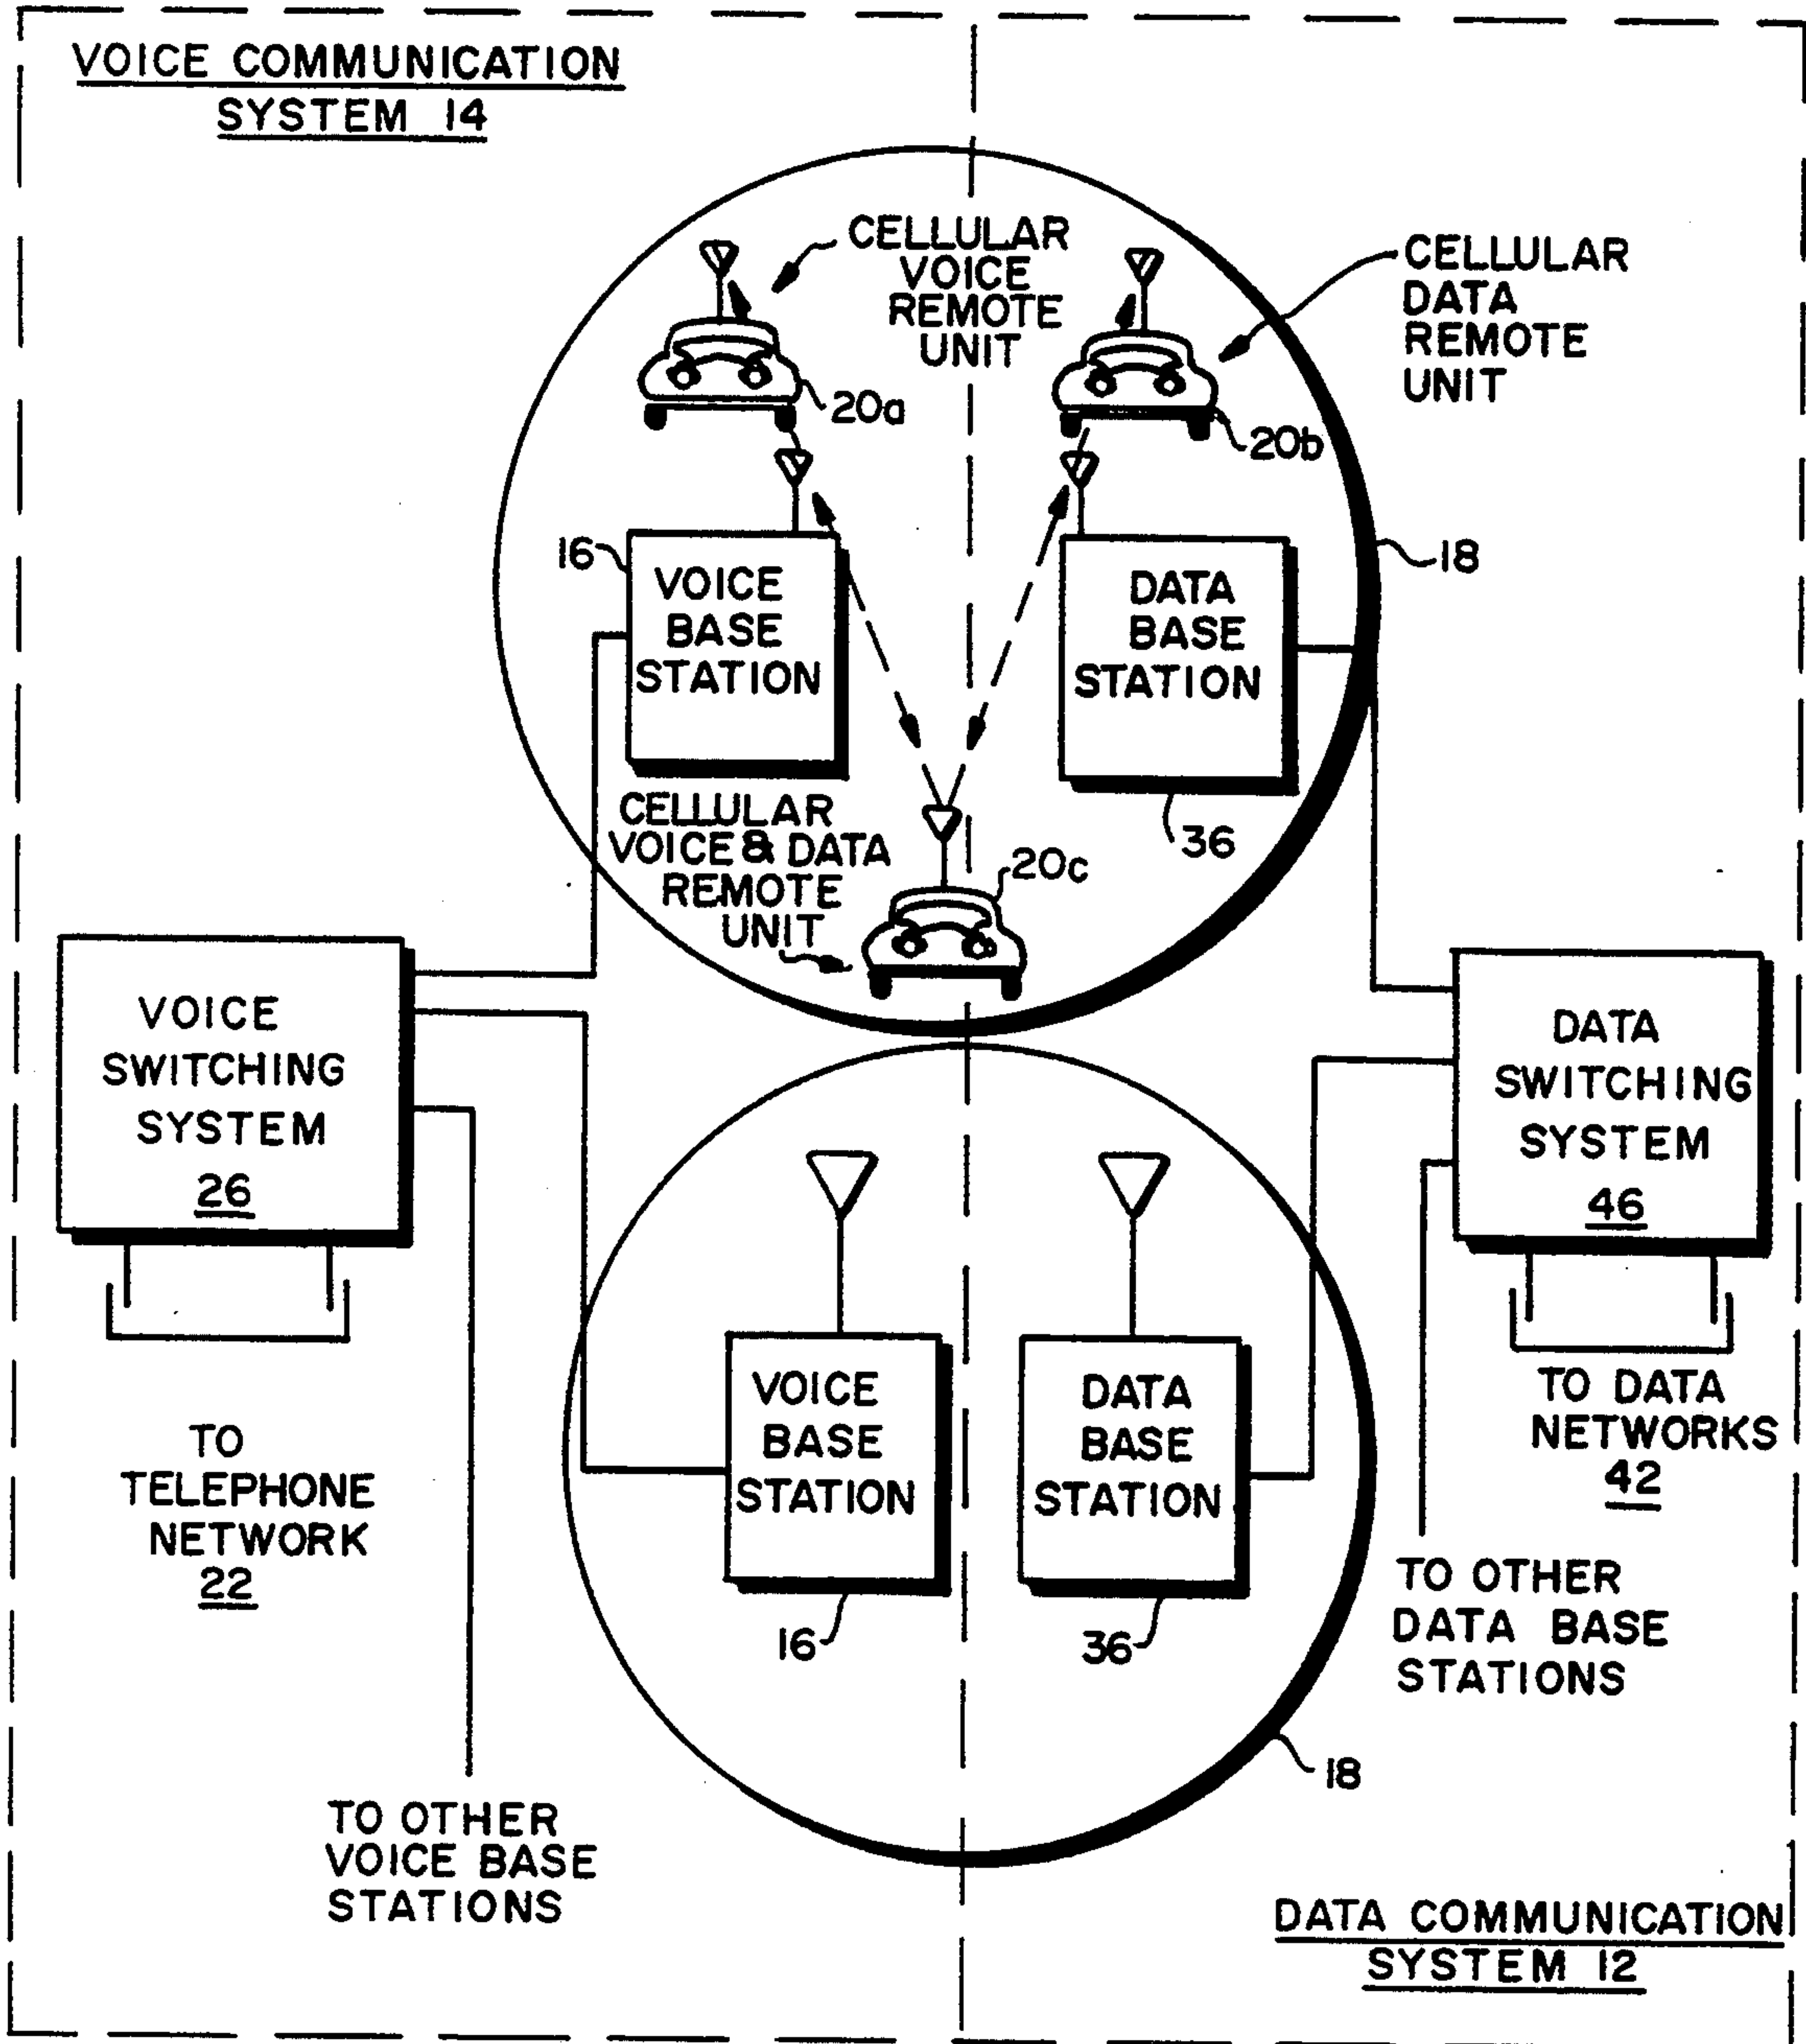 VOICE COMMUNICATION
SYSTEM 14
CELLULAR
VOICE
REMOTE
UNIT
CELLULAR
DATA
REMOTE
UNIT
20a
20b
16
VOICE
BASE
STATION
DATA
BASE
STATION
18
36
CELLULAR
VOICE & DATA
REMOTE
UNIT
20c
VOICE
SWITCHING
SYSTEM
26
DATA
SWITCHING
SYSTEM
46
TO
TELEPHONE
NETWORK
22
VOICE
BASE
STATION
16
DATA
BASE
STATION
36
TO DATA
NETWORKS
42
TO OTHER
DATA BASE
STATIONS
18
TO OTHER
VOICE BASE
STATIONS
DATA COMMUNICATION
SYSTEM 12